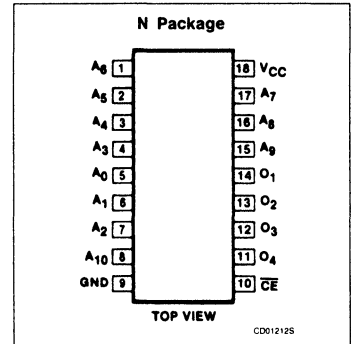 N Package
A6 1 18 VCC
A5 2 17 A7
A4 3 16 A8
A3 4 15 A9
A0 5 14 O1
A1 6 13 O2
A2 7 12 O3
A10 8 11 O4
GND 9 10 CE
TOP VIEW
CD01212S